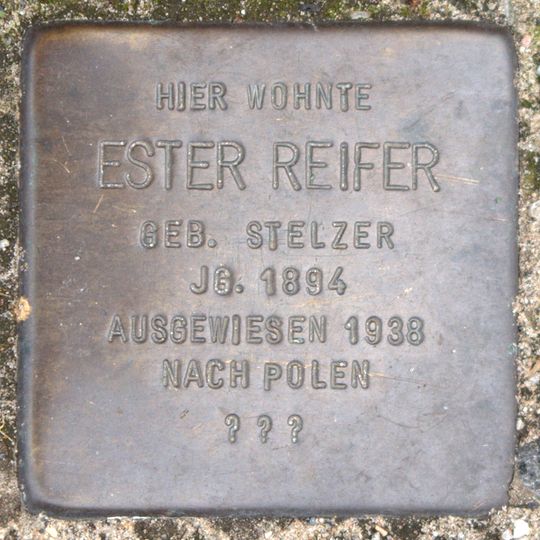 HIER WOHNTE
ESTER REIFER
GEB. STELZER
JG. 1894
AUSGEWIESEN 1938
NACH POLEN
? ? ?